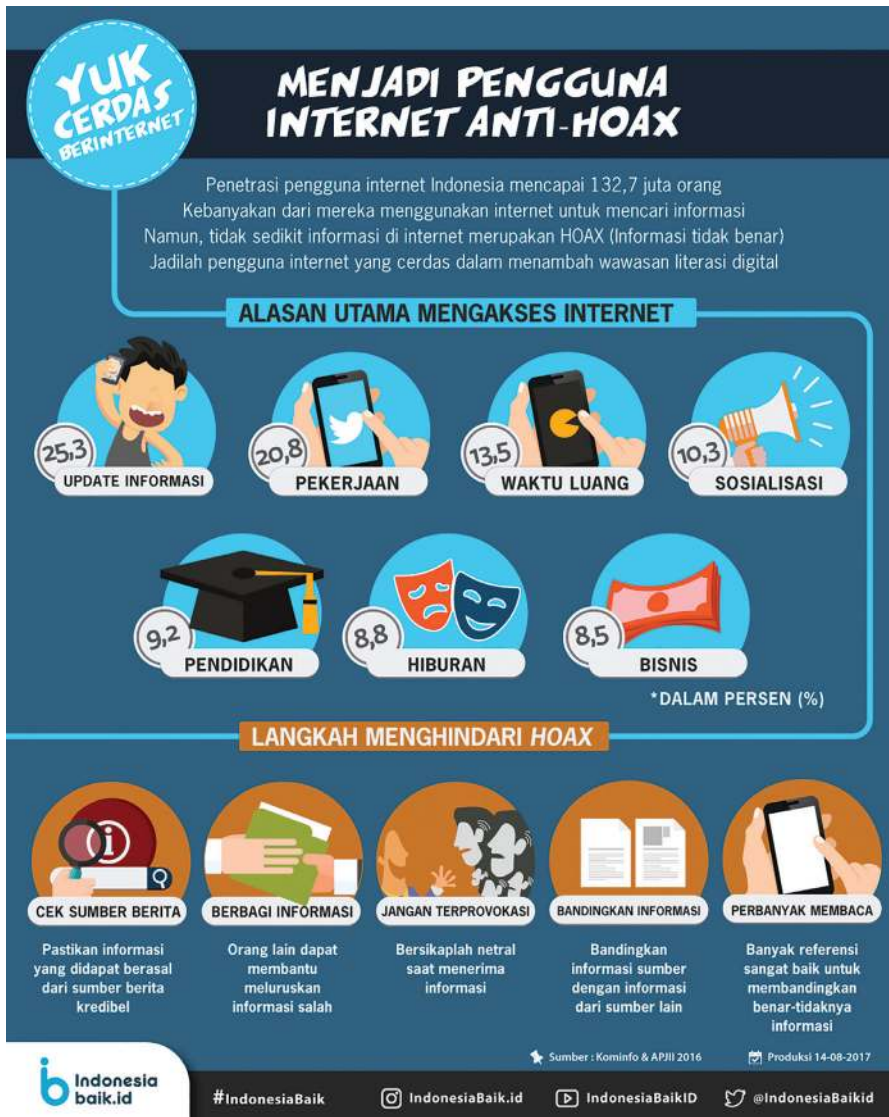 YUK
CERDAS
BERINTERNET
MENJADI PENGGUNA
INTERNET ANTI-HOAX
Penetrasi pengguna internet Indonesia mencapai 132,7 juta orang
Kebanyakan dari mereka menggunakan internet untuk mencari informasi
Namun, tidak sedikit informasi di internet merupakan HOAX (Informasi tidak benar)
Jadilah pengguna internet yang cerdas dalam menambah wawasan literasi digital
ALASAN UTAMA MENGAKSES INTERNET
25,3
UPDATE INFORMASI
20,8
PEKERJAAN
13,5
WAKTU LUANG
10,3
SOSIALISASI
9,2
PENDIDIKAN
8,8
HIBURAN
8,5
BISNIS
*DALAM PERSEN (%)
LANGKAH MENGHINDARI HOAX
i
CEK SUMBER BERITA
Pastikan informasi
yang didapat berasal
dari sumber berita
kredibel
BERBAGI INFORMASI
Orang lain dapat
membantu
meluruskan
informasi salah
JANGAN TERPROVOKASI
Bersikaplah netral
saat menerima
informasi
BANDINGKAN INFORMASI
Bandingkan
informasi sumber
dengan informasi
dari sumber lain
PERBANYAK MEMBACA
Banyak referensi
sangat baik untuk
membandingkan
benar-tidaknya
informasi
Sumber : Kominfo & APJII 2016
Produksi 14-08-2017
Indonesia
baik.id
#IndonesiaBaik
IndonesiaBaik.id
IndonesiaBaikID
@IndonesiaBaikid